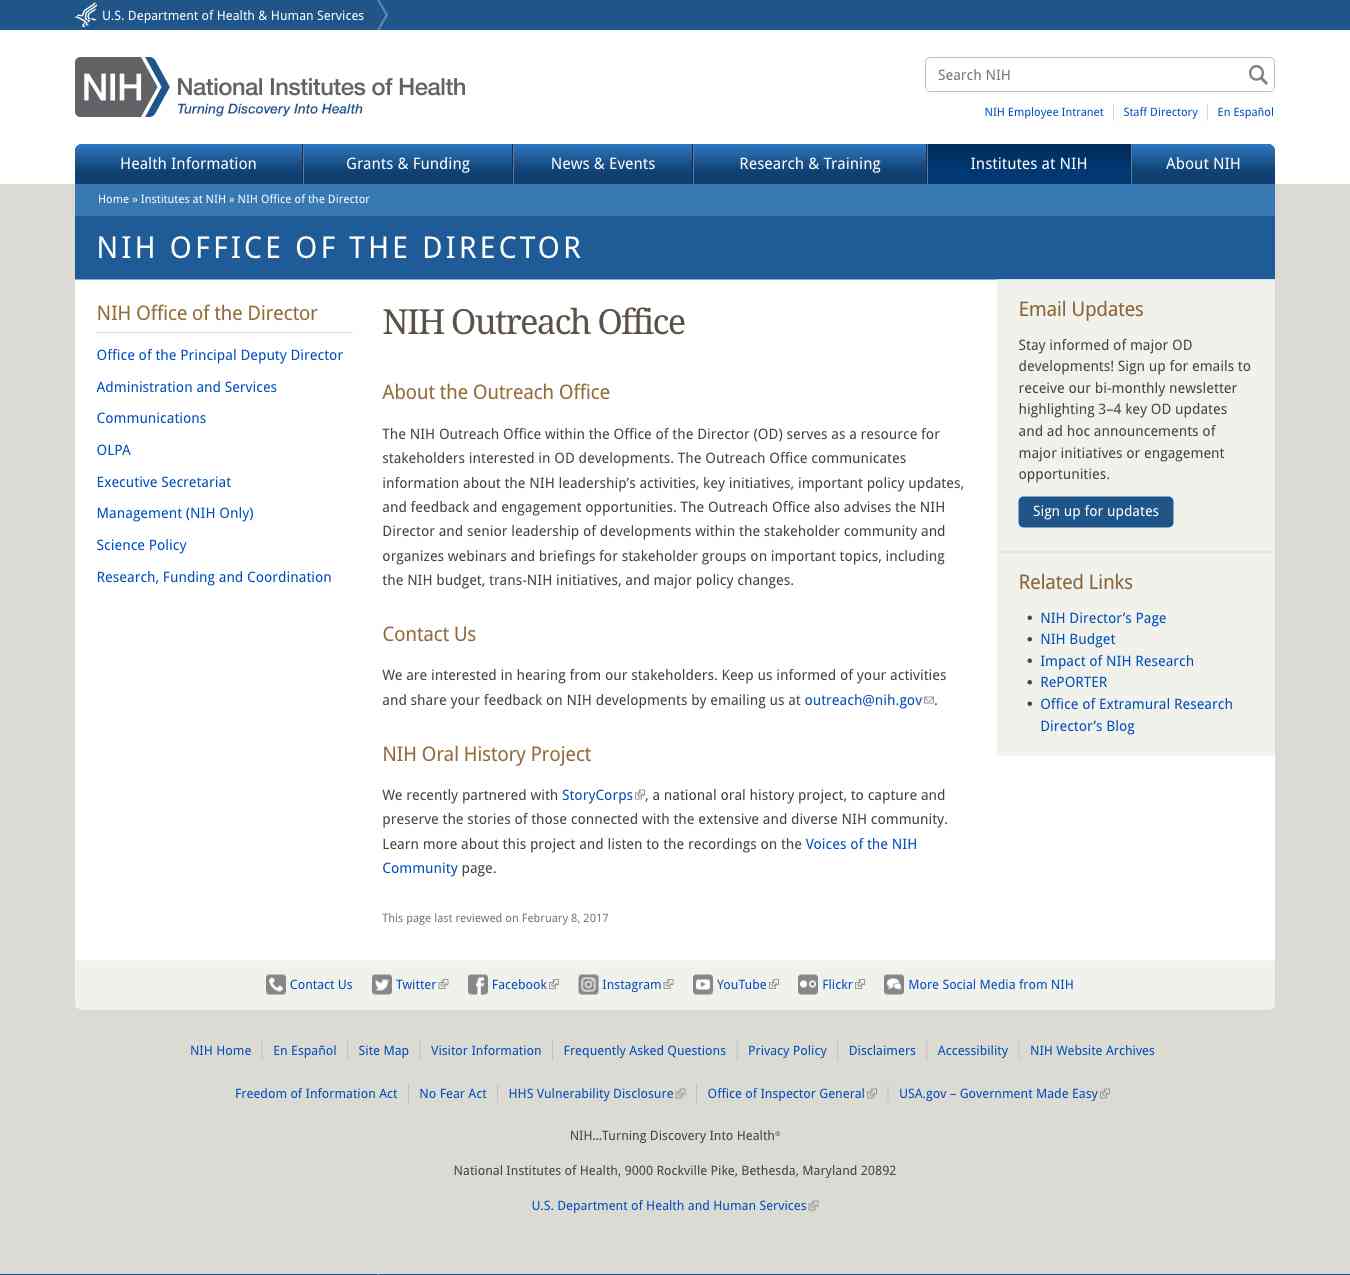 U.S. Department of Health & Human Services
NIH
National Institutes of Health
Turning Discovery Into Health
Search NIH
NIH Employee Intranet
Staff Directory
En Español
Health Information
Grants & Funding
News & Events
Research & Training
Institutes at NIH
About NIH
Home » Institutes at NIH » NIH Office of the Director
NIH OFFICE OF THE DIRECTOR
NIH Office of the Director
Office of the Principal Deputy Director
Administration and Services
Communications
OLPA
Executive Secretariat
Management (NIH Only)
Science Policy
Research, Funding and Coordination
NIH Outreach Office
About the Outreach Office
The NIH Outreach Office within the Office of the Director (OD) serves as a resource for
stakeholders interested in OD developments. The Outreach Office communicates
information about the NIH leadership’s activities, key initiatives, important policy updates,
and feedback and engagement opportunities. The Outreach Office also advises the NIH
Director and senior leadership of developments within the stakeholder community and
organizes webinars and briefings for stakeholder groups on important topics, including
the NIH budget, trans-NIH initiatives, and major policy changes.
Contact Us
We are interested in hearing from our stakeholders. Keep us informed of your activities
and share your feedback on NIH developments by emailing us at outreach@nih.gov.
NIH Oral History Project
We recently partnered with StoryCorps, a national oral history project, to capture and
preserve the stories of those connected with the extensive and diverse NIH community.
Learn more about this project and listen to the recordings on the Voices of the NIH
Community page.
This page last reviewed on February 8, 2017
Email Updates
Stay informed of major OD
developments! Sign up for emails to
receive our bi-monthly newsletter
highlighting 3–4 key OD updates
and ad hoc announcements of
major initiatives or engagement
opportunities.
Sign up for updates
Related Links
• NIH Director’s Page
• NIH Budget
• Impact of NIH Research
• RePORTER
• Office of Extramural Research
Director’s Blog
Contact Us
Twitter
Facebook
Instagram
YouTube
Flickr
More Social Media from NIH
NIH Home
En Español
Site Map
Visitor Information
Frequently Asked Questions
Privacy Policy
Disclaimers
Accessibility
NIH Website Archives
Freedom of Information Act
No Fear Act
HHS Vulnerability Disclosure
Office of Inspector General
USA.gov – Government Made Easy
NIH…Turning Discovery Into Health®
National Institutes of Health, 9000 Rockville Pike, Bethesda, Maryland 20892
U.S. Department of Health and Human Services